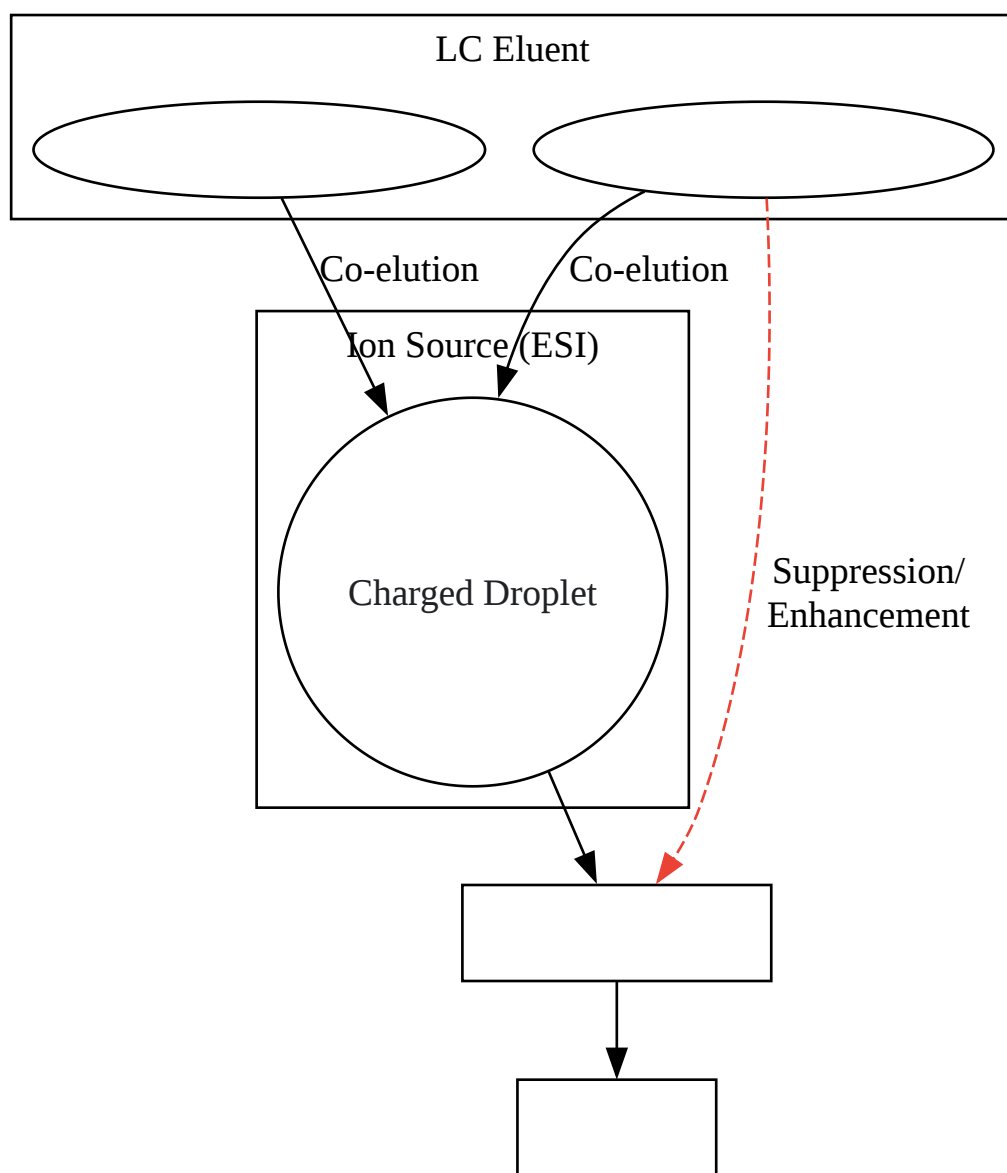 LC Eluent
Co-elution
Co-elution
Ion Source (ESI)
Charged Droplet
Suppression/
Enhancement